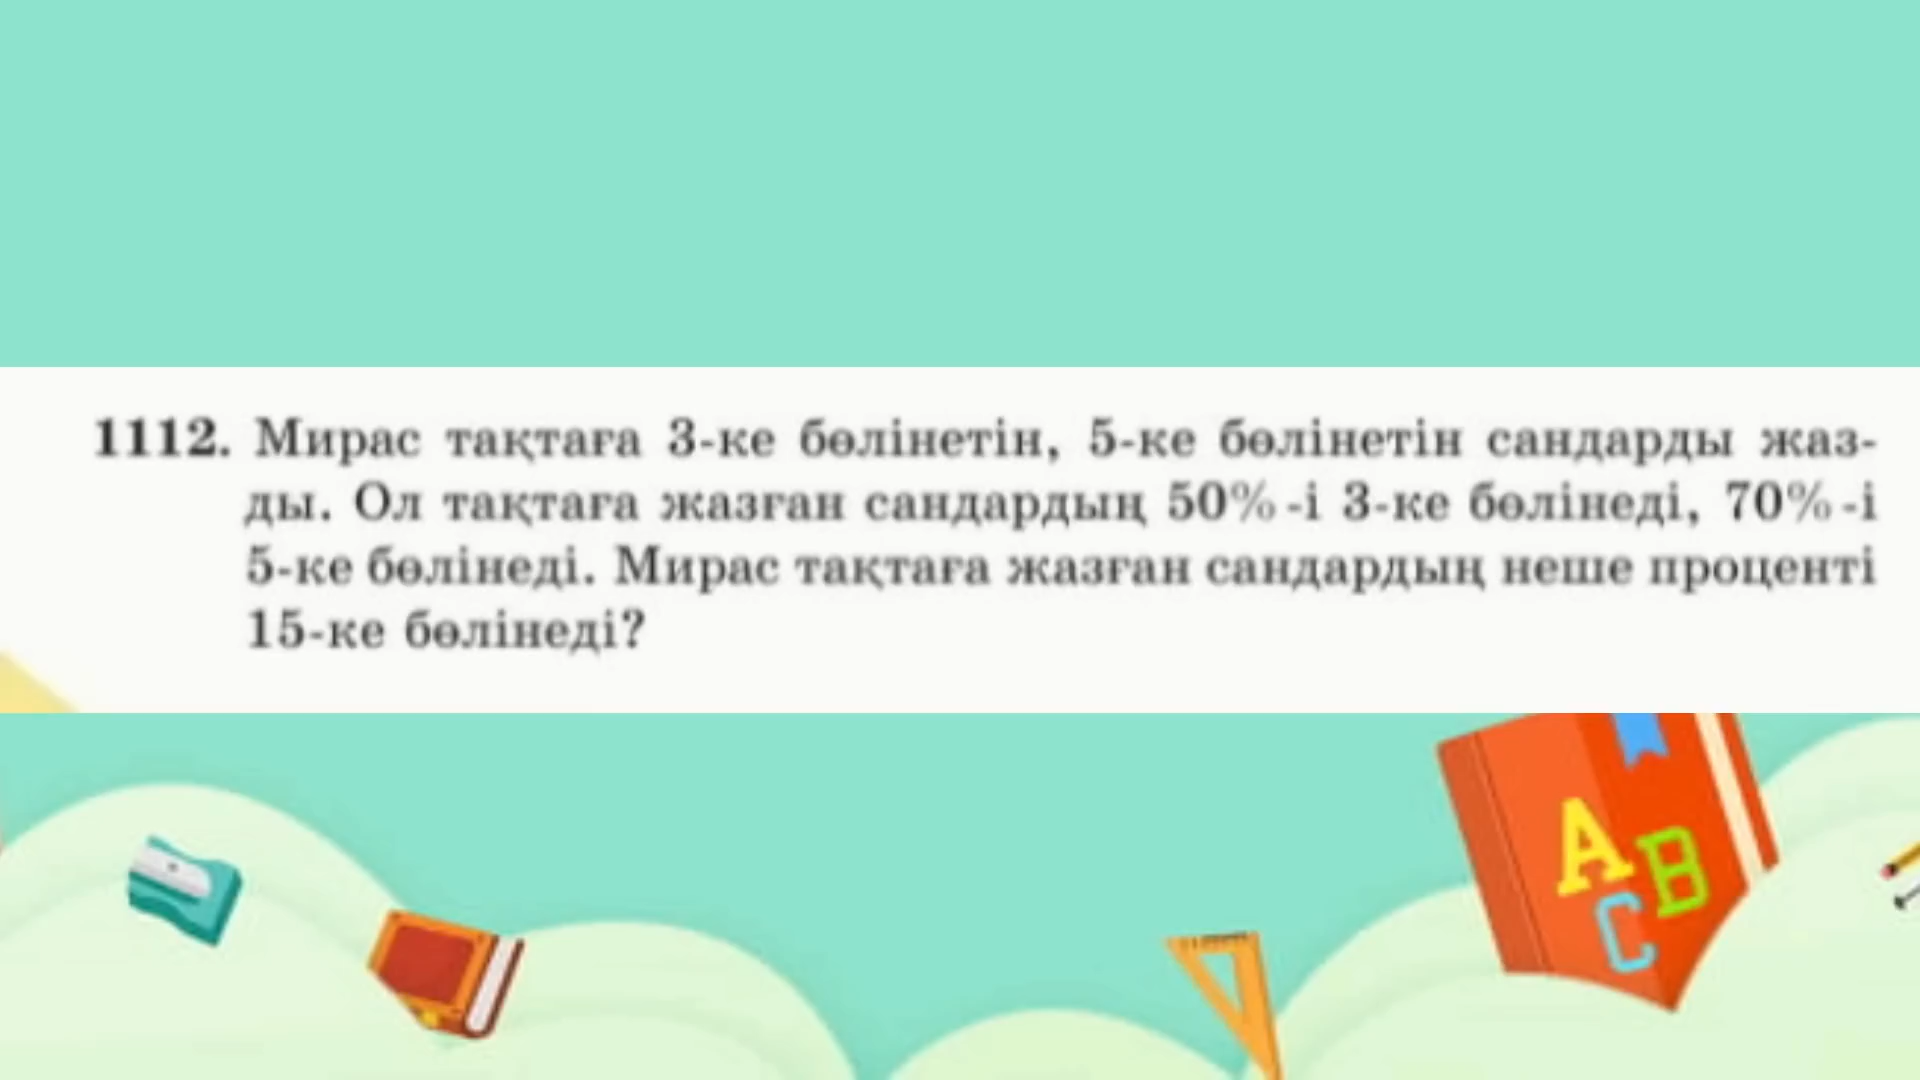 1112. Мирас тақтаға 3-ке бөлінетін, 5-ке бөлінетін сандарды жаз-
ды. Ол тақтаға жазған сандардың 50%-і 3-ке бөлінеді, 70%-і
5-ке бөлінеді. Мирас тақтаға жазған сандардың неше проценті
15-ке бөлінеді?
A
B
C